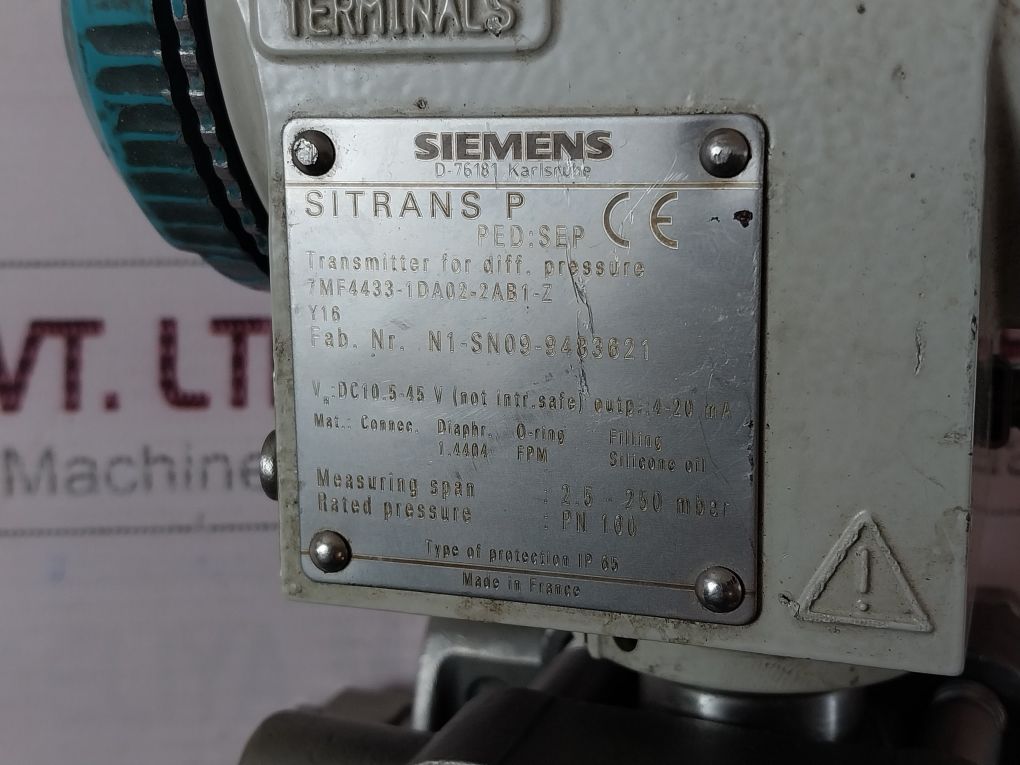 TERMINALS
SIEMENS
D-76181 Karlsruhe
SITRANS P CE
PED:SEP
Transmitter for diff. pressure
7MF4433-1DA02-2AB1-Z
Y16
Fab. Nr. N1-SN09-9483621
VH:DC10.5-45 V (not intr.safe) outp.:4-20 mA
Mat.: Connec. Diaphr. O-ring Filling
1.4404 FPM Silicone oil
Measuring span : 2.5 - 250 mbar
Rated pressure : PN 160
Type of protection IP 65
Made in France
VT. LT
Machine